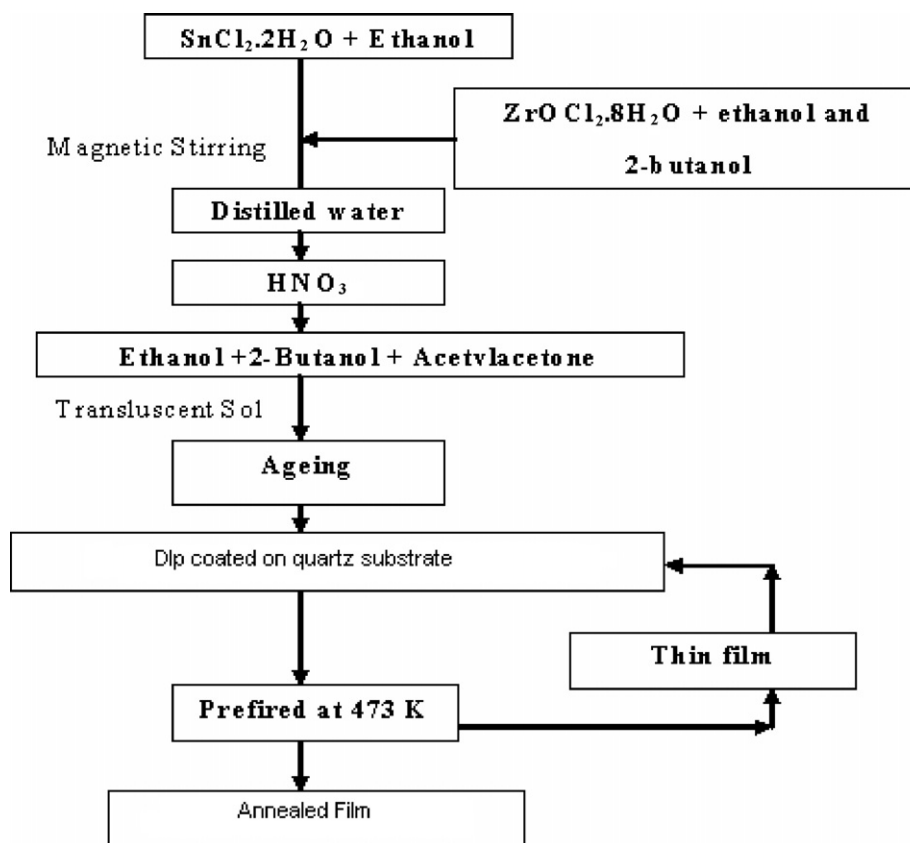 SnCl₂.2H₂O + Ethanol
ZrOCl₂.8H₂O + ethanol and
2-butanol
Magnetic Stirring
Distilled water
HNO₃
Ethanol +2-Butanol + Acetvlacetone
Transluscent Sol
Ageing
Dlp coated on quartz substrate
Thin film
Prefired at 473 K
Annealed Film